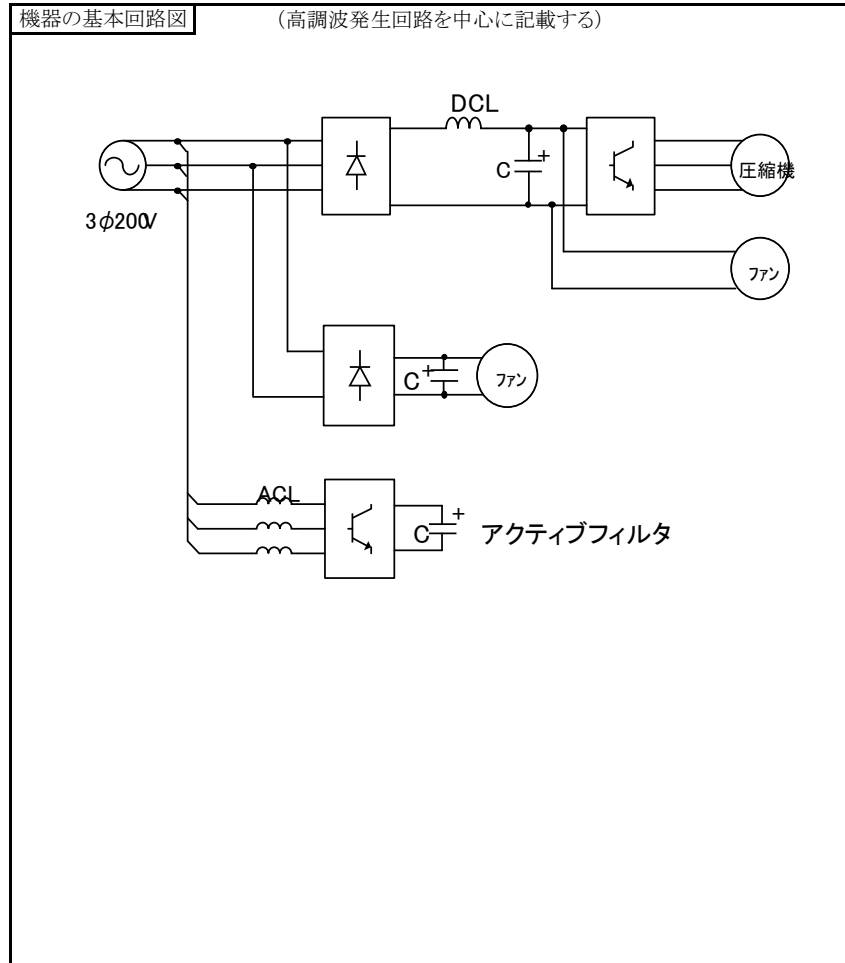 機器の基本回路図
(高調波発生回路を中心に記載する)
DCL
C
+
圧縮機
3φ200V
ファン
C
+
ファン
ACL
C
+
アクティブフィルタ